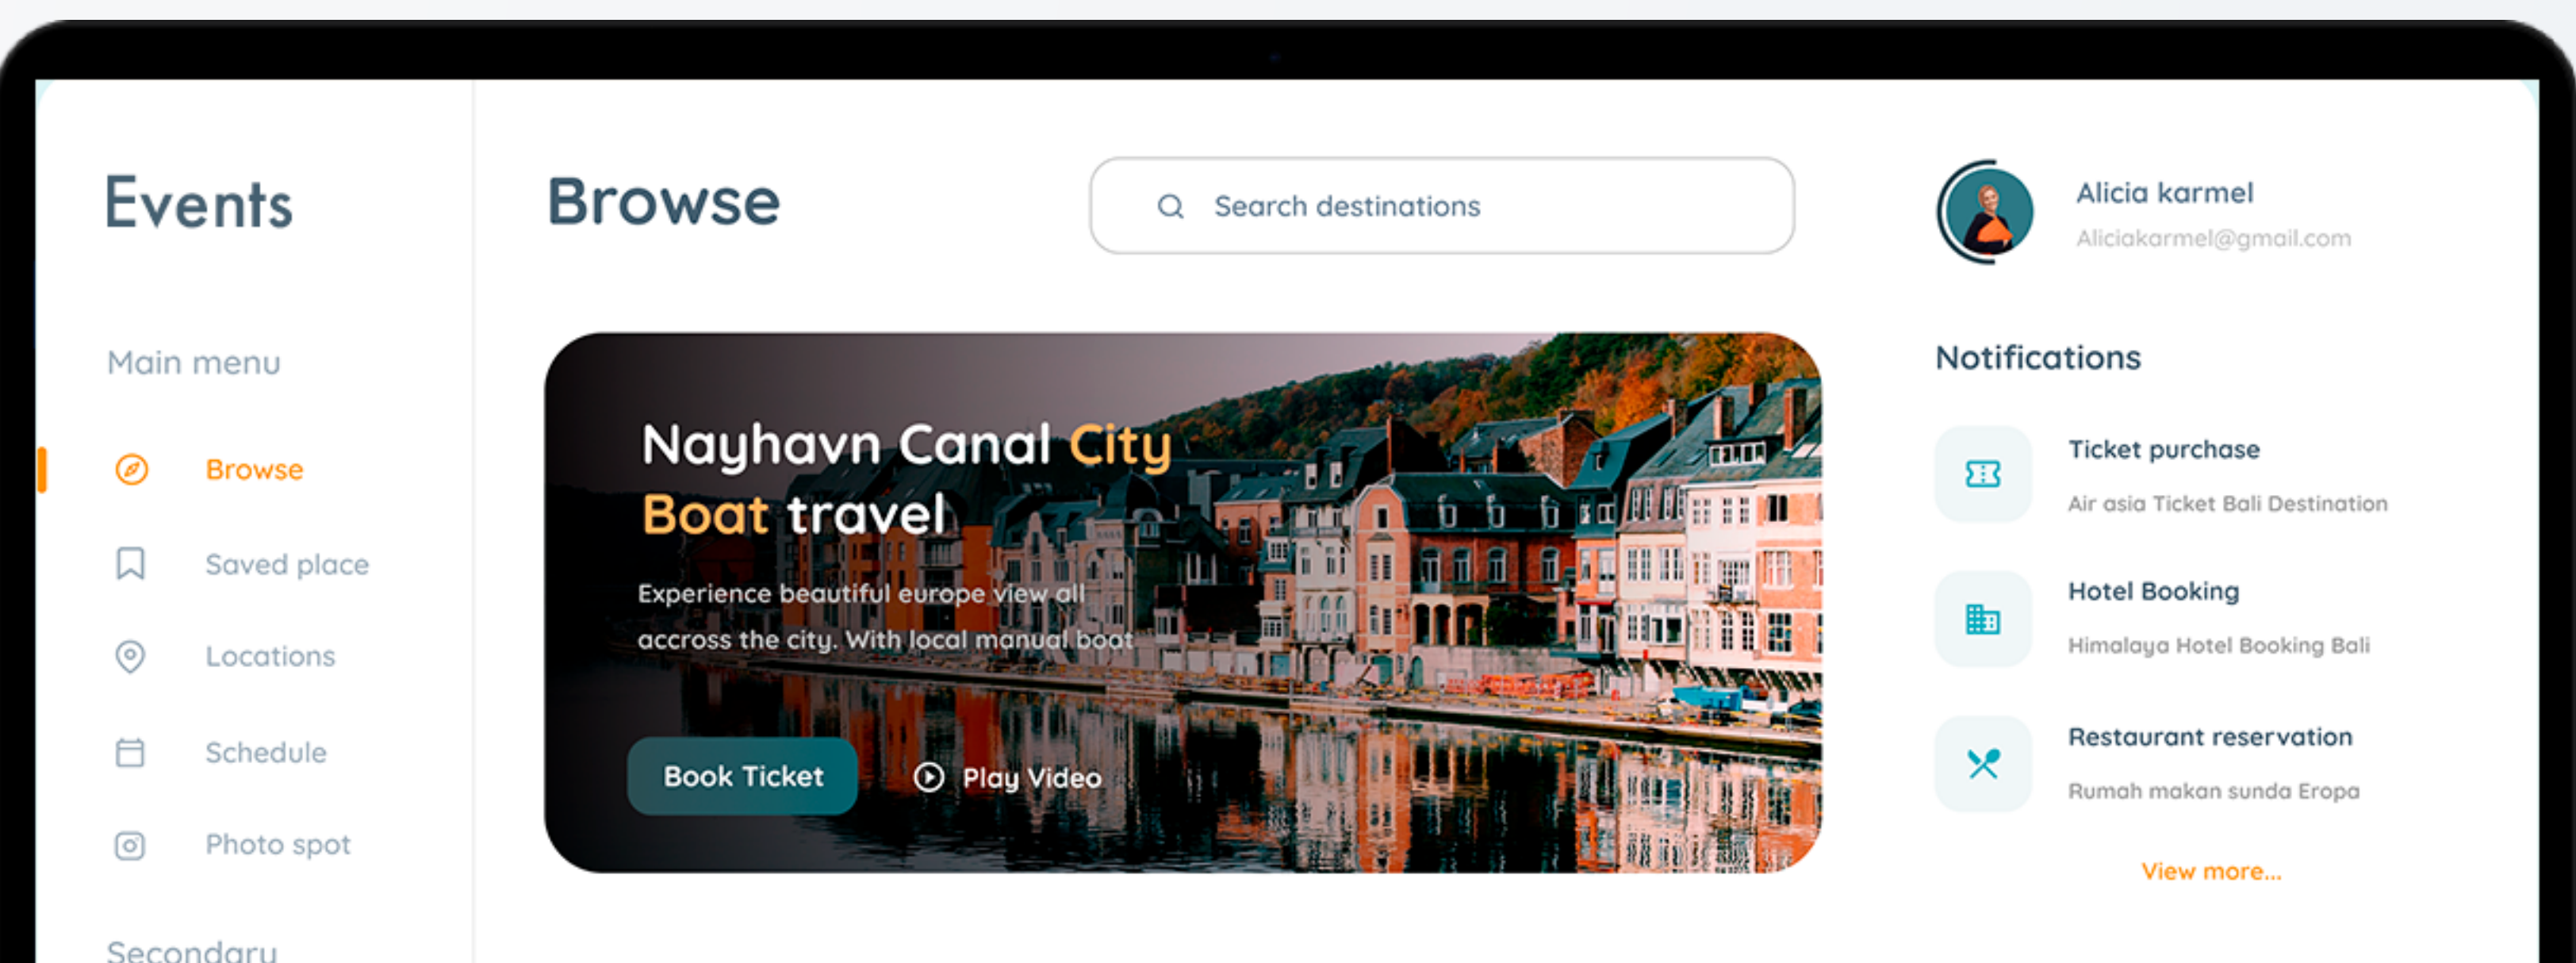 Events
Main menu
Browse
Saved place
Locations
Schedule
Photo spot
Secondary
Browse
Search destinations
Nayhavn Canal City
Boat travel
Experience beautiful europe view all
accross the city. With local manual boat
Book Ticket
Play Video
Alicia karmel
Aliciakarmel@gmail.com
Notifications
Ticket purchase
Air asia Ticket Bali Destination
Hotel Booking
Himalaya Hotel Booking Bali
Restaurant reservation
Rumah makan sunda Eropa
View more...